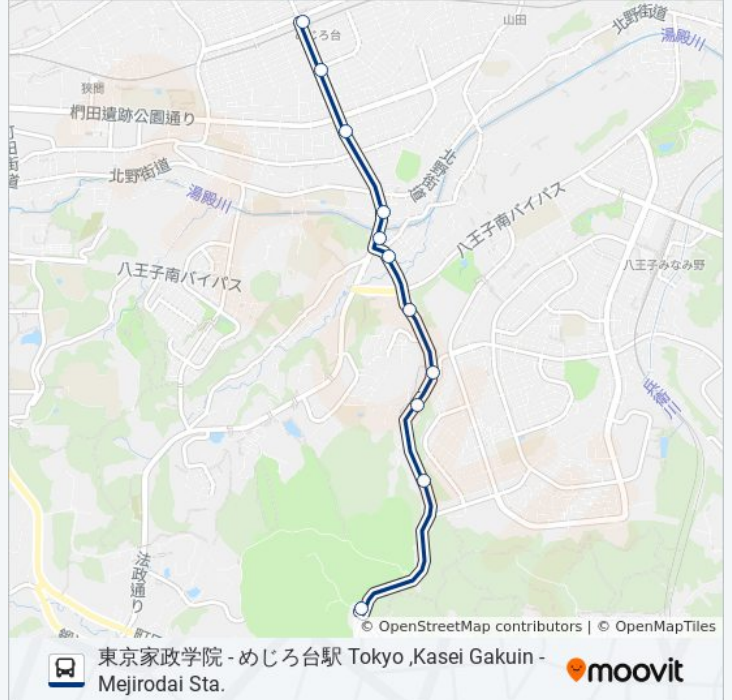 めじろ台
山田
北野街道
湯殿川
狭間
椚田遺跡公園通り
北野街道
北野街道
湯殿川
八王子南バイパス
八王子南バイパス
八王子みなみ野
兵衛川
法政通り
© OpenStreetMap contributors | © OpenMapTiles
東京家政学院 - めじろ台駅 Tokyo ,Kasei Gakuin -
Mejirodai Sta.
moovit